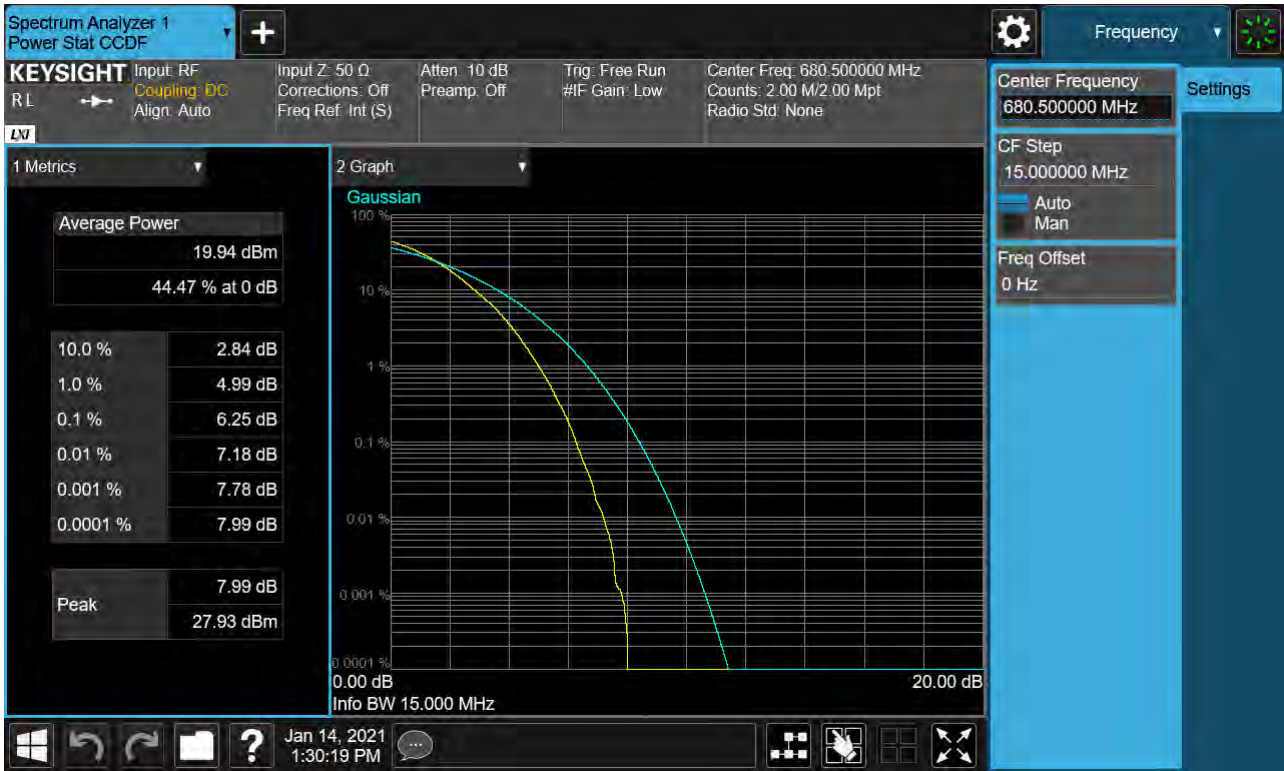 Spectrum Analyzer 1
Power Stat CCDF
Frequency
KEYSIGHT
RL
LXI
Input: RF
Coupling: DC
Align: Auto
Input Z: 50 Ω
Corrections: Off
Freq Ref: Int (S)
Atten: 10 dB
Preamp: Off
Trig: Free Run
#IF Gain: Low
Center Freq: 680.500000 MHz
Counts: 2.00 M/2.00 Mpt
Radio Std: None
Center Frequency
680.500000 MHz
Settings
CF Step
15.000000 MHz
Auto
Man
Freq Offset
0 Hz
1 Metrics
Average Power
19.94 dBm
44.47 % at 0 dB
10.0 % 2.84 dB
1.0 % 4.99 dB
0.1 % 6.25 dB
0.01 % 7.18 dB
0.001 % 7.78 dB
0.0001 % 7.99 dB
Peak
7.99 dB
27.93 dBm
2 Graph
Gaussian
100 %
10 %
1 %
0.1 %
0.01 %
0.001 %
0.0001 %
0.00 dB 20.00 dB
Info BW 15.000 MHz
Jan 14, 2021
1:30:19 PM